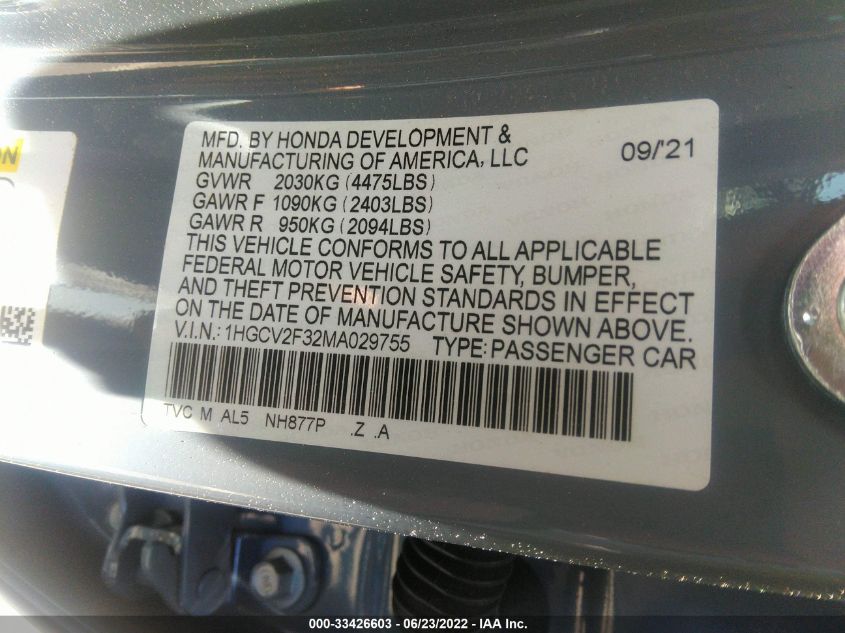 ON
MFD. BY HONDA DEVELOPMENT &
MANUFACTURING OF AMERICA, LLC 09/'21
GVWR 2030KG (4475LBS)
GAWR F 1090KG (2403LBS)
GAWR R 950KG (2094LBS)
THIS VEHICLE CONFORMS TO ALL APPLICABLE
FEDERAL MOTOR VEHICLE SAFETY, BUMPER,
AND THEFT PREVENTION STANDARDS IN EFFECT
ON THE DATE OF MANUFACTURE SHOWN ABOVE.
V.I.N.: 1HGCV2F32MA029755 TYPE: PASSENGER CAR
TVC M AL5 NH877P .Z .A
000-33426603 - 06/23/2022 - IAA Inc.